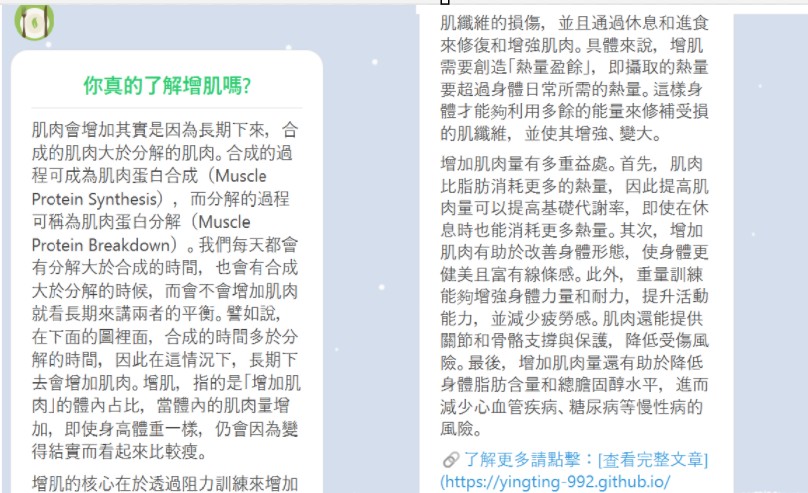 你真的了解增肌嗎?
肌肉會增加其實是因為長期下來，合
成的肌肉大於分解的肌肉。合成的過
程可成為肌肉蛋白合成（Muscle
Protein Synthesis），而分解的過程
可稱為肌肉蛋白分解（Muscle
Protein Breakdown）。我們每天都會
有分解大於合成的時間，也會有合成
大於分解的時候，而會不會增加肌肉
就看長期來講兩者的平衡。譬如說，
在下面的圖裡面，合成的時間多於分
解的時間，因此在這情況下，長期下
去會增加肌肉。增肌，指的是「增加肌
肉」的體內占比，當體內的肌肉量增
加，即使身高體重一樣，仍會因為變
得結實而看起來比較瘦。
增肌的核心在於透過阻力訓練來增加
肌纖維的損傷，並且通過休息和進食
來修復和增強肌肉。具體來說，增肌
需要創造「熱量盈餘」，即攝取的熱量
要超過身體日常所需的熱量。這樣身
體才能夠利用多餘的能量來修補受損
的肌纖維，並使其增強、變大。
增加肌肉量有多重益處。首先，肌肉
比脂肪消耗更多的熱量，因此提高肌
肉量可以提高基礎代謝率，即使在休
息時也能消耗更多熱量。其次，增加
肌肉有助於改善身體形態，使身體更
健美且富有線條感。此外，重量訓練
能夠增強身體力量和耐力，提升活動
能力，並減少疲勞感。肌肉還能提供
關節和骨骼支撐與保護，降低受傷風
險。最後，增加肌肉量還有助於降低
身體脂肪含量和總膽固醇水平，進而
減少心血管疾病、糖尿病等慢性病的
風險。
🔗 了解更多請點擊：[查看完整文章]
(https://yingting-992.github.io/